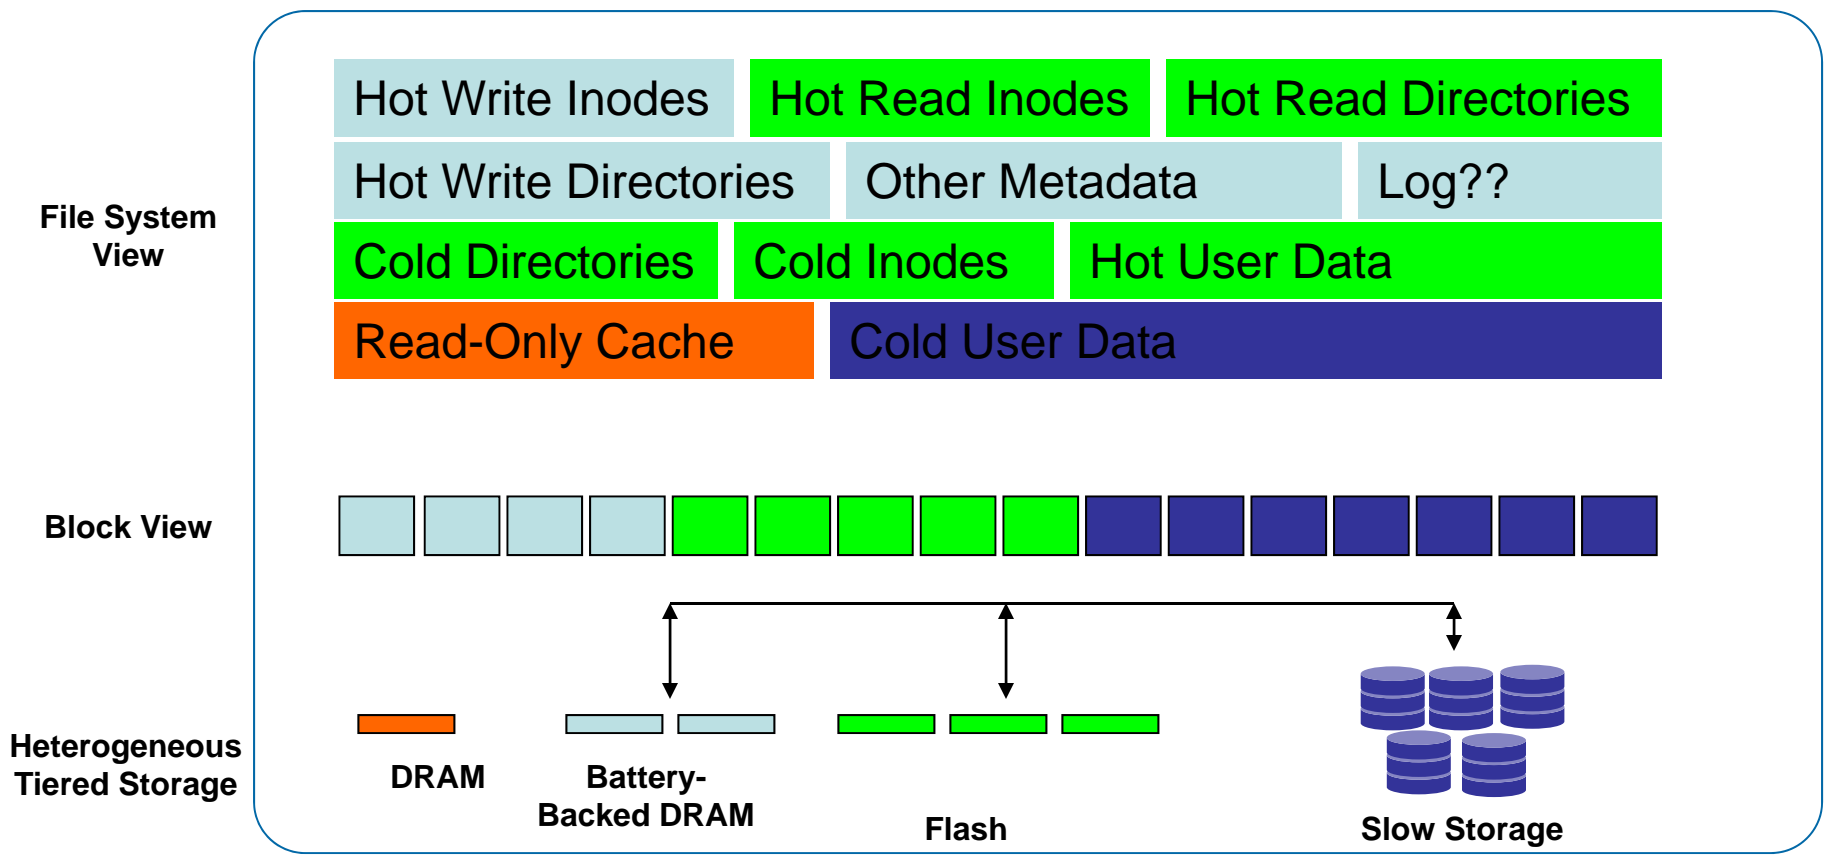 Hot Write Inodes
Hot Read Inodes
Hot Read Directories
Hot Write Directories
Other Metadata
Log??
File System
View
Cold Directories
Cold Inodes
Hot User Data
Read-Only Cache
Cold User Data
Block View
Heterogeneous
Tiered Storage
DRAM
Battery-
Backed DRAM
Flash
Slow Storage